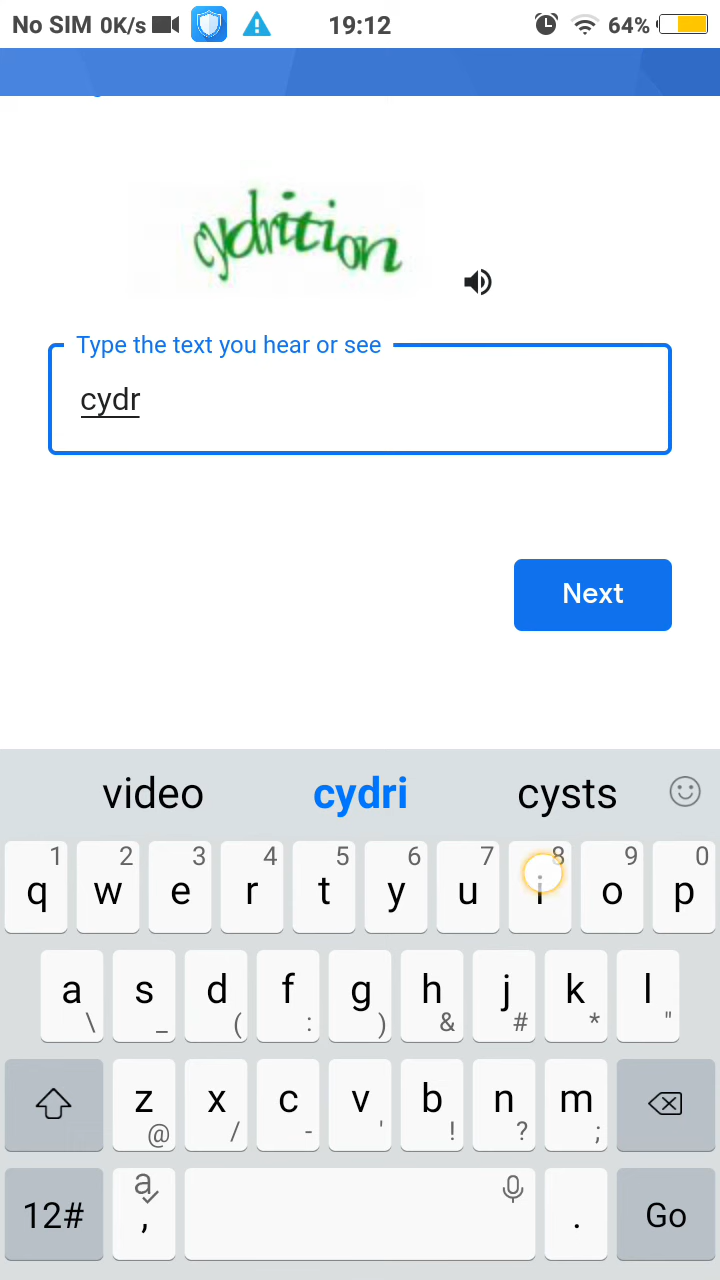 No SIM 0K/s 19:12 64%
cydrition
Type the text you hear or see
cydr
Next
video cydri cysts
1 2 3 4 5 6 7 8 9 0
q w e r t y u i o p
a s d f g h j k l
\ _ ( : ) & # * "
z x c v b n m
@ / - ' ! ? ;
a
12# , . Go